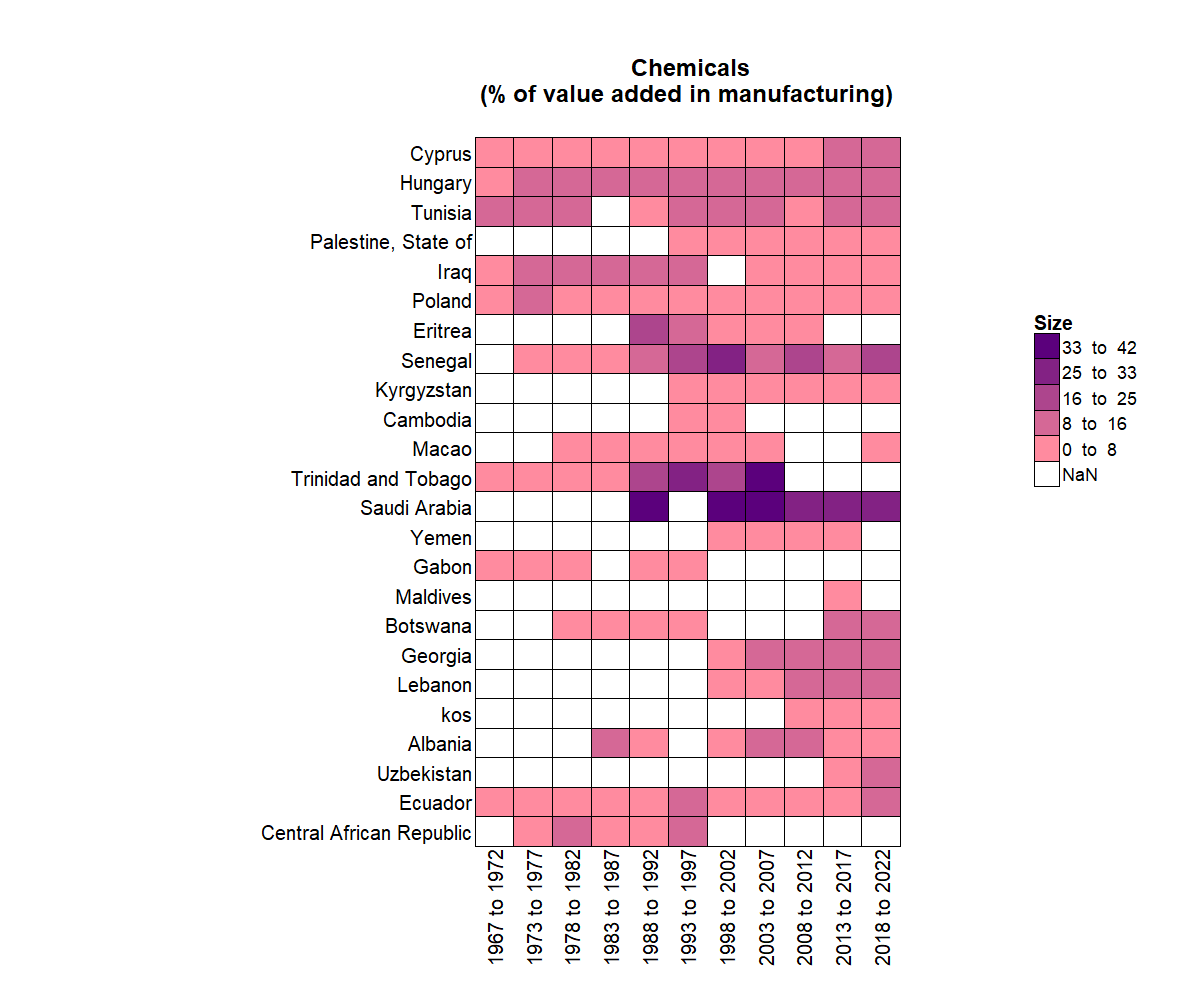 Chemicals
(% of value added in manufacturing)
Cyprus
Hungary
Tunisia
Palestine, State of
Iraq
Poland
Eritrea
Senegal
Kyrgyzstan
Cambodia
Macao
Trinidad and Tobago
Saudi Arabia
Yemen
Gabon
Maldives
Botswana
Georgia
Lebanon
kos
Albania
Uzbekistan
Ecuador
Central African Republic
1967 to 1972
1973 to 1977
1978 to 1982
1983 to 1987
1988 to 1992
1993 to 1997
1998 to 2002
2003 to 2007
2008 to 2012
2013 to 2017
2018 to 2022
Size
33 to 42
25 to 33
16 to 25
8 to 16
0 to 8
NaN